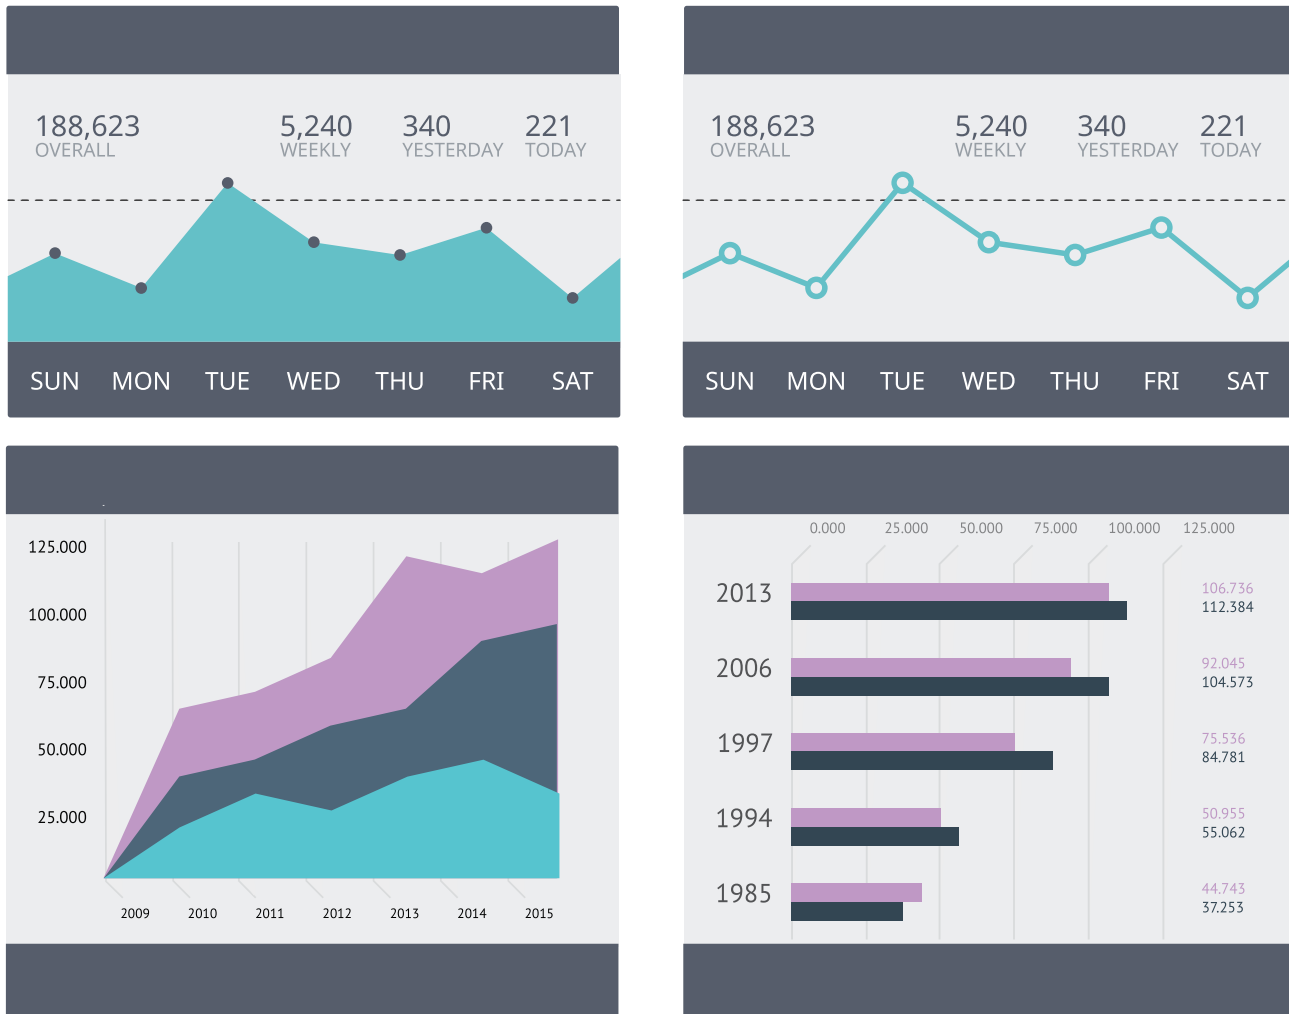 188,623 5,240 340 221
OVERALL WEEKLY YESTERDAY TODAY
SUN MON TUE WED THU FRI SAT
188,623 5,240 340 221
OVERALL WEEKLY YESTERDAY TODAY
SUN MON TUE WED THU FRI SAT
125.000
100.000
75.000
50.000
25.000
2009 2010 2011 2012 2013 2014 2015
0.000 25.000 50.000 75.000 100.000 125.000
2013 106.736
112.384
2006 92.045
104.573
1997 75.536
84.781
1994 50.955
55.062
1985 44.743
37.253